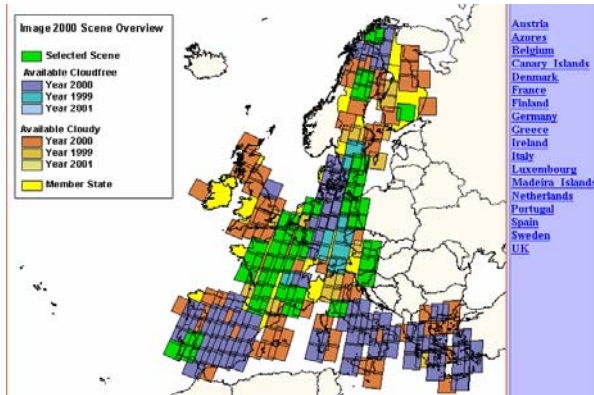 Image 2000 Scene Overview
Selected Scene
Available Cloudfree
Year 2000
Year 1999
Year 2001
Available Cloudy
Year 2000
Year 1999
Year 2001
Member State
Austria
Azores
Belgium
Canary Islands
Denmark
France
Finland
Germany
Greece
Ireland
Italy
Luxembourg
Madeira Islands
Netherlands
Portugal
Spain
Sweden
UK